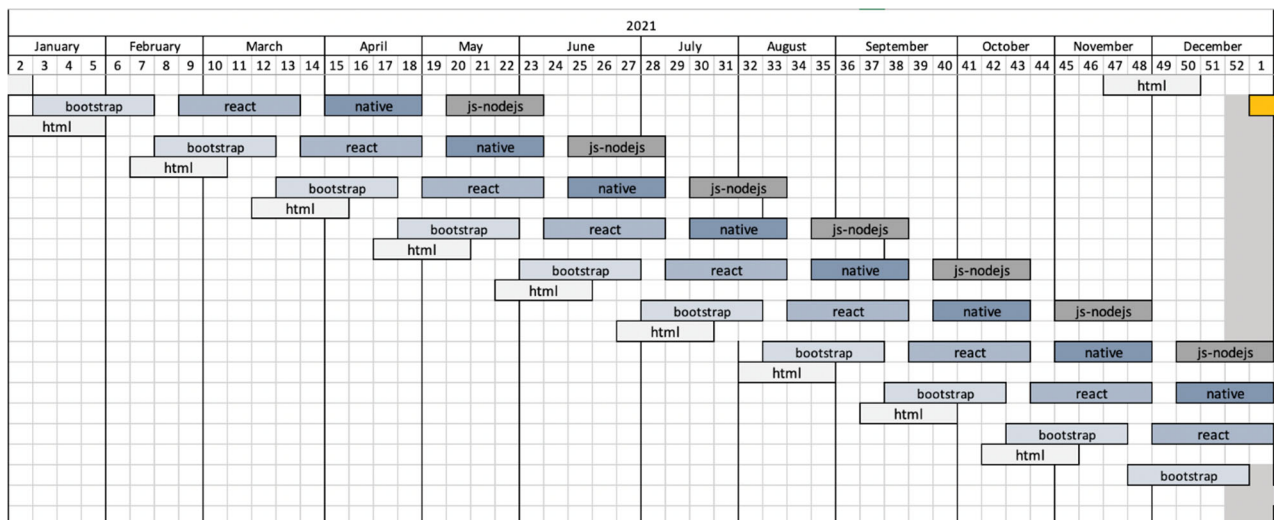 2021
January February March April May June July August September October November December
2 3 4 5 6 7 8 9 10 11 12 13 14 15 16 17 18 19 20 21 22 23 24 25 26 27 28 29 30 31 32 33 34 35 36 37 38 39 40 41 42 43 44 45 46 47 48 49 50 51 52 1
html
bootstrap react native js-nodejs
html
bootstrap react native js-nodejs
html
bootstrap react native js-nodejs
html
bootstrap react native js-nodejs
html
bootstrap react native js-nodejs
html
bootstrap react native js-nodejs
html
bootstrap react native js-nodejs
html
bootstrap react native
html
bootstrap react
html
bootstrap